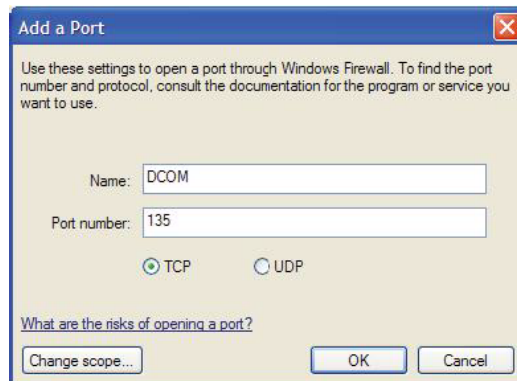 Add a Port
Use these settings to open a port through Windows Firewall. To find the port
number and protocol, consult the documentation for the program or service you
want to use.
Name: DCOM
Port number: 135
TCP UDP
What are the risks of opening a port?
Change scope... OK Cancel